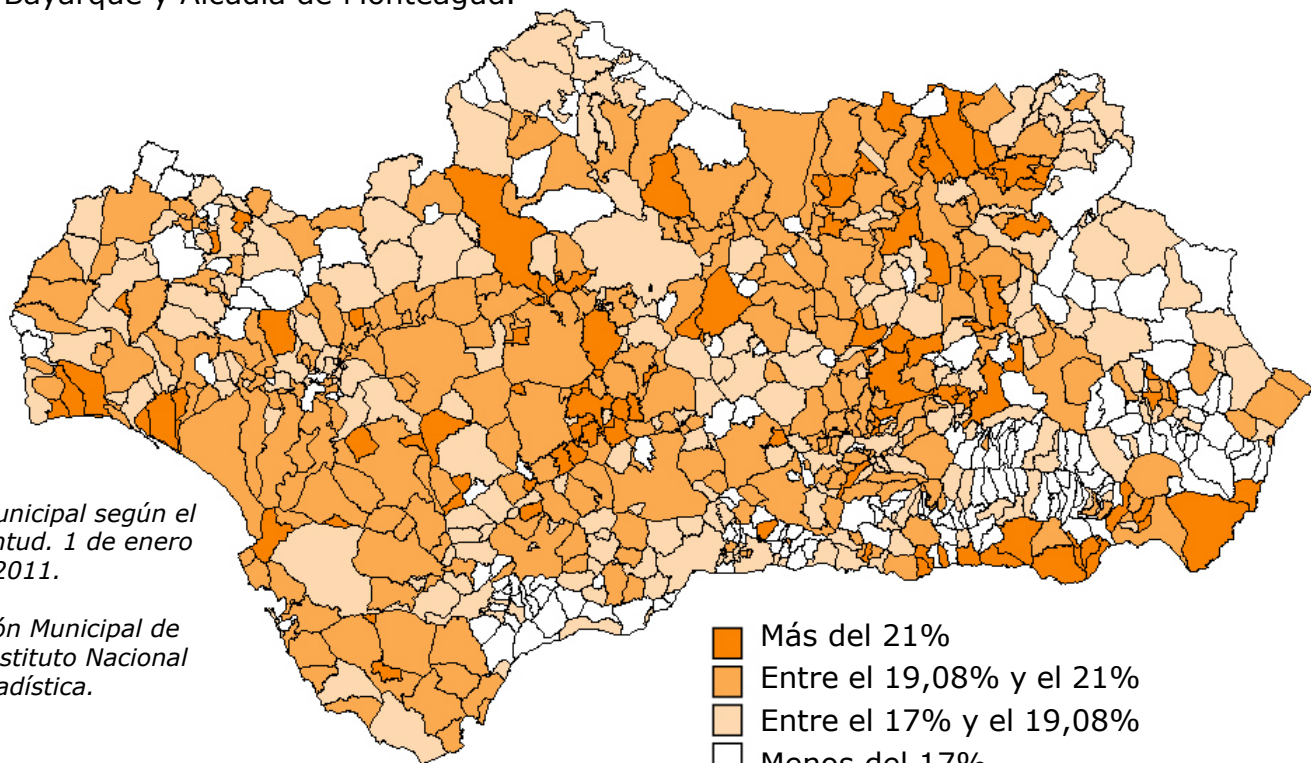 Bayarque y Alcudia de Monteagud.
unicipal según el
ntud. 1 de enero
2011.
ón Municipal de
stituto Nacional
adística.
Más del 21%
Entre el 19,08% y el 21%
Entre el 17% y el 19,08%
Menos del 17%